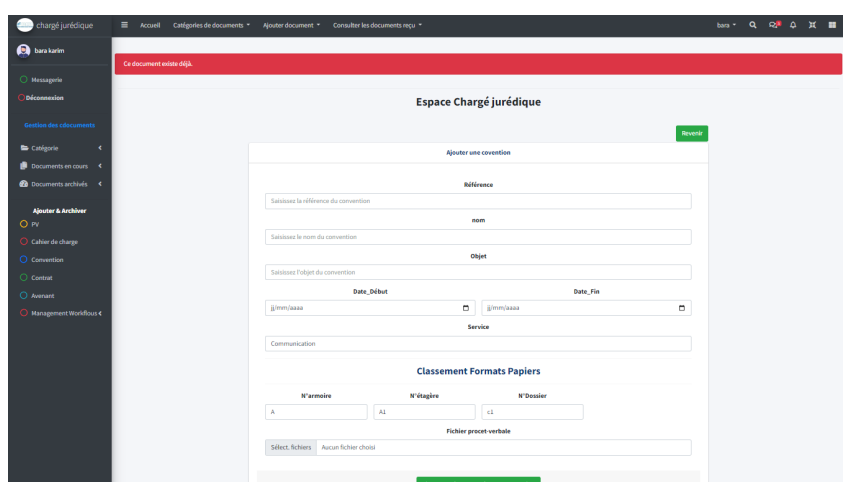 chargé jurédique
Accueil Catégories de documents Ajouter document Consulter les documents reçu bara
bara karim
Messagerie
Déconnexion
Gestion des cdocuments
Catégorie
Documents en cours
Documents archivés
Ajouter & Archiver
PV
Cahier de charge
Convention
Contrat
Avenant
Management Workflous
Ce document existe déjà.
Espace Chargé jurédique
Revenir
Ajouter une covention
Référence
Saisissez la référence du convention
nom
Saisissez le nom du convention
Objet
Saisissez l'objet du convention
Date_Début Date_Fin
jj/mm/aaaa jj/mm/aaaa
Service
Communication
Classement Formats Papiers
N°armoire N°étagère N°Dossier
A A1 c1
Fichier procet-verbale
Sélect. fichiers Aucun fichier choisi